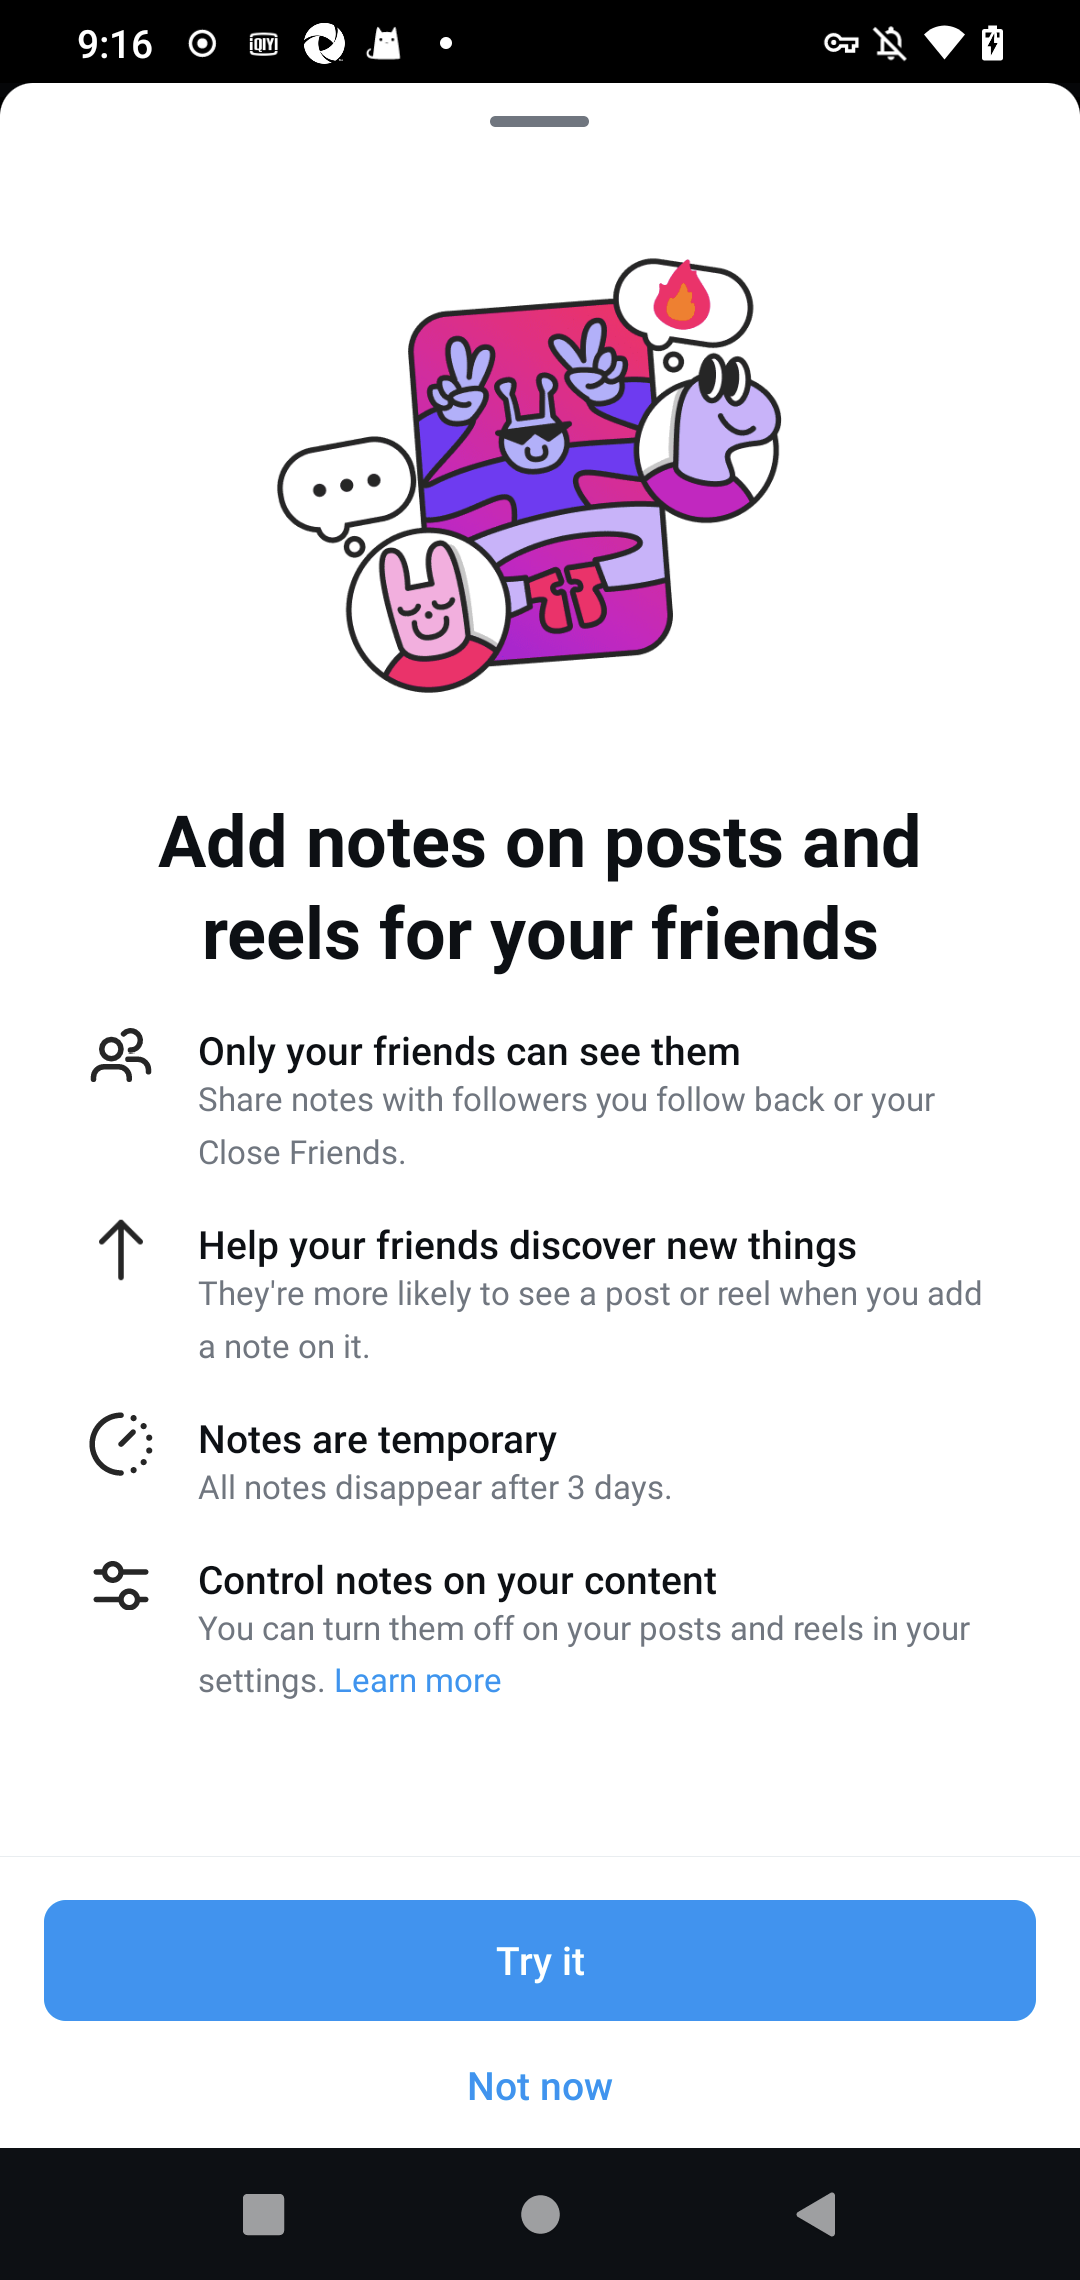 9:16
iQIYI
Add notes on posts and
reels for your friends
Only your friends can see them
Share notes with followers you follow back or your
Close Friends.
Help your friends discover new things
They're more likely to see a post or reel when you add
a note on it.
Notes are temporary
All notes disappear after 3 days.
Control notes on your content
You can turn them off on your posts and reels in your
settings. Learn more
Try it
Not now